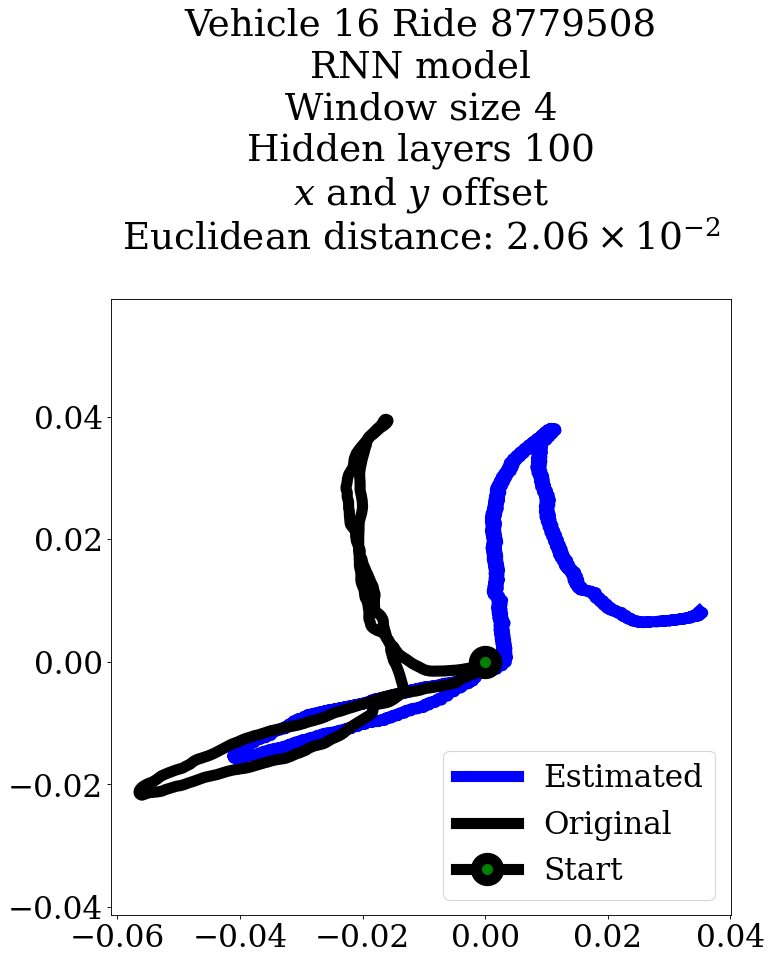 Vehicle 16 Ride 8779508
RNN model
Window size 4
Hidden layers 100
x and y offset
Euclidean distance: 2.06 × 10⁻²
0.04
0.02
0.00
−0.02
−0.04
Estimated
Original
Start
−0.06 −0.04 −0.02 0.00 0.02 0.04